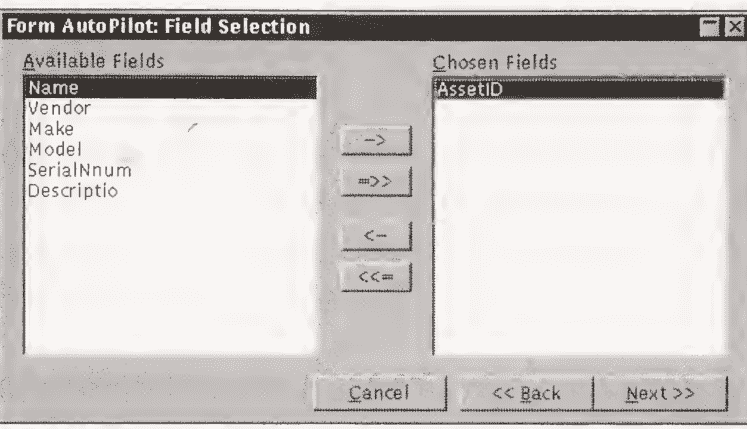 Form AutoPilot: Field Selection
Available Fields
Name
Vendor
Make
Model
SerialNnum
Descriptio
->
=>>
<-
<<=
Chosen Fields
AssetID
Cancel
<< Back
Next >>